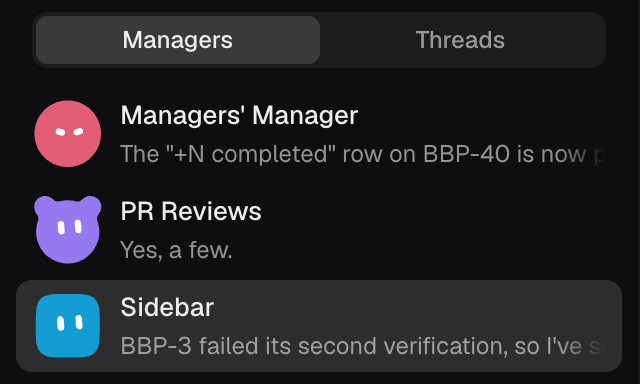 Managers
Threads
Managers' Manager
The "+N completed" row on BBP-40 is now
PR Reviews
Yes, a few.
Sidebar
BBP-3 failed its second verification, so I've